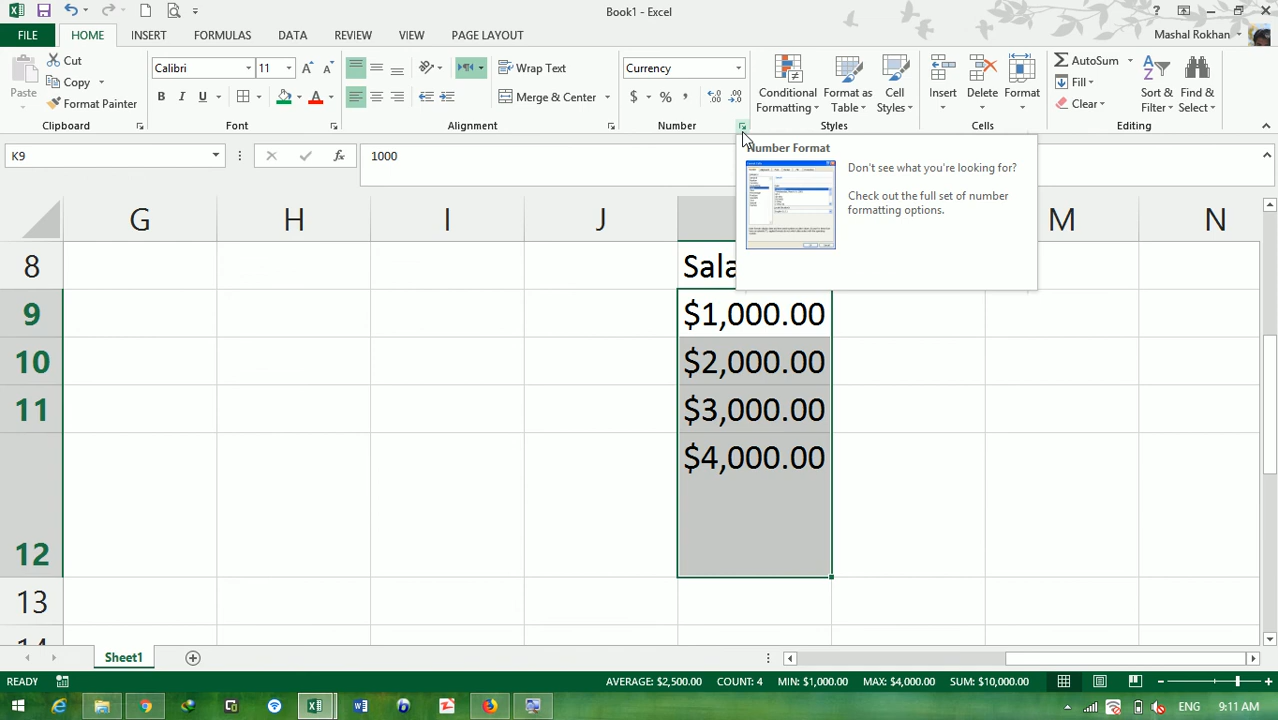 Book1 - Excel
FILE
HOME
INSERT
FORMULAS
DATA
REVIEW
VIEW
PAGE LAYOUT
Mashal Rokhan
Paste
Cut
Copy
Format Painter
Clipboard
Calibri
11
B I U
A
Font
Wrap Text
Merge & Center
Alignment
Currency
$ % ,
Number
Conditional
Formatting
Format as
Table
Cell
Styles
Styles
Insert
Delete
Format
Cells
AutoSum
Fill
Clear
Sort &
Filter
Find &
Select
Editing
K9
fx
1000
Number Format
Don't see what you're looking for?
Check out the full set of number
formatting options.
G H I J M N
8 Sala
9 $1,000.00
10 $2,000.00
11 $3,000.00
12 $4,000.00
13
14
Sheet1
READY
AVERAGE: $2,500.00 COUNT: 4 MIN: $1,000.00 MAX: $4,000.00 SUM: $10,000.00
ENG 9:11 AM